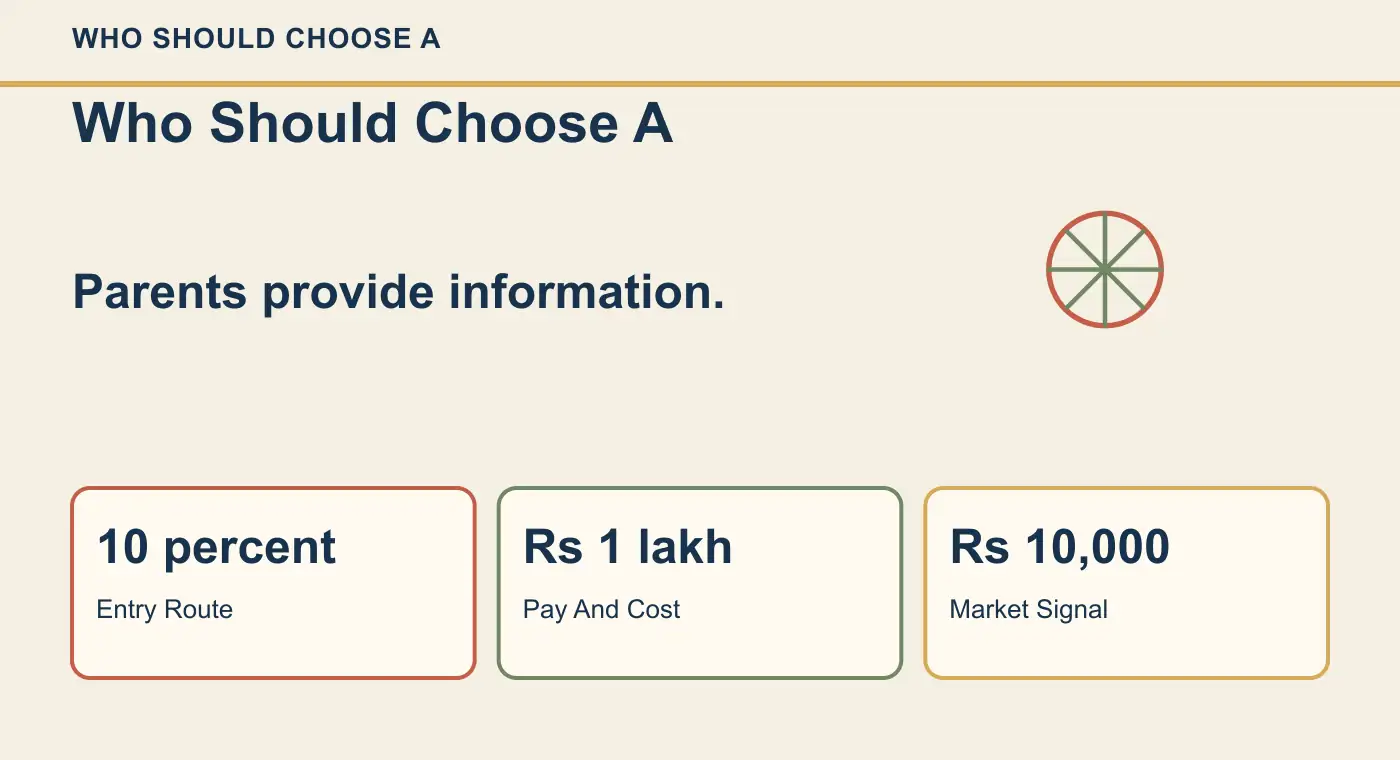 WHO SHOULD CHOOSE A
Who Should Choose A
Parents provide information.
10 percent
Entry Route
Rs 1 lakh
Pay And Cost
Rs 10,000
Market Signal